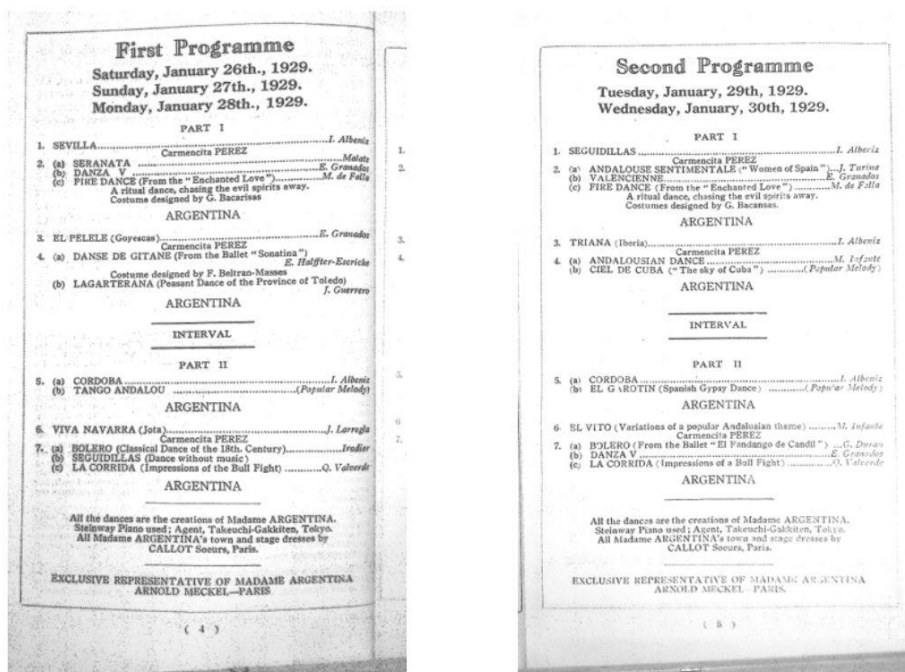 First Programme
Saturday, January 26th., 1929.
Sunday, January 27th., 1929.
Monday, January 28th., 1929.
PART I
1. SEVILLA...I. Albeniz
Carmencita PEREZ
2. (a) SERANATA ...Malats
(b) DANZA V ...E. Granados
(c) FIRE DANCE (From the "Enchanted Love")...M. de Falla
A ritual dance, chasing the evil spirits away.
Costume designed by G. Bacarisas
ARGENTINA
3. EL PELELE (Goyescas)...E. Granados
Carmencita PEREZ
4. (a) DANSE DE GITANE (From the Ballet "Sonatina")
E. Halffter-Escriche
Costume designed by F. Beltran-Masses
(b) LAGARTERANA (Peasant Dance of the Province of Toledo)
J. Guerrero
ARGENTINA
INTERVAL
PART II
5. (a) CORDOBA...I. Albeniz
(b) TANGO ANDALOU ...(Popular Melody)
ARGENTINA
6. VIVA NAVARRA (Jota)...J. Larregla
Carmencita PEREZ
7. (a) BOLERO (Classical Dance of the 18th. Century)...Iradier
(b) SEGUIDILLAS (Dance without music)
(c) LA CORRIDA (Impressions of the Bull Fight)...Q. Valverde
ARGENTINA
All the dances are the creations of Madame ARGENTINA.
Steinway Piano used; Agent, Takeuchi-Gakkiten, Tokyo.
All Madame ARGENTINA's town and stage dresses by
CALLOT Soeurs, Paris.
EXCLUSIVE REPRESENTATIVE OF MADAME ARGENTINA
ARNOLD MECKEL—PARIS
( 4 )
1.
2.
3.
4.
5.
6
7.
Second Programme
Tuesday, January, 29th, 1929.
Wednesday, January, 30th, 1929.
PART I
1. SEGUIDILLAS...I. Albeniz
Carmencita PEREZ
2. (a) ANDALOUSE SENTIMENTALE ("Women of Spain")...J. Turina
(b) VALENCIENNE...E. Granados
(c) FIRE DANCE (From the "Enchanted Love")...M. de Falla
A ritual dance, chasing the evil spirits away.
Costumes designed by G. Bacansas.
ARGENTINA
3. TRIANA (Iberia)...I. Albeniz
Carmencita PEREZ
4. (a) ANDALOUSIAN DANCE...M. Infante
(b) CIEL DE CUBA ("The sky of Cuba")...(Popular Melody)
ARGENTINA
INTERVAL
PART II
5. (a) CORDOBA...I. Albeniz
(b) EL GAROTIN (Spanish Gypsy Dance)...(Popular Melody)
ARGENTINA
6 EL VITO (Variations of a popular Andalusian theme)...M. Infante
Carmencita PEREZ
7. (a) BOLERO (From the Ballet "El Fandango de Candil")...G. Duran
(b) DANZA V...E. Granados
(c) LA CORRIDA (Impressions of a Bull Fight)...Q. Valverde
ARGENTINA
All the dances are the creations of Madame ARGENTINA.
Steinway Piano used; Agent, Takeuchi-Gakkiten, Tokyo.
All Madame ARGENTINA's town and stage dresses by
CALLOT Soeurs, Paris.
EXCLUSIVE REPRESENTATIVE OF MADAME ARGENTINA
ARNOLD MECKEL—PARIS.
( 5 )